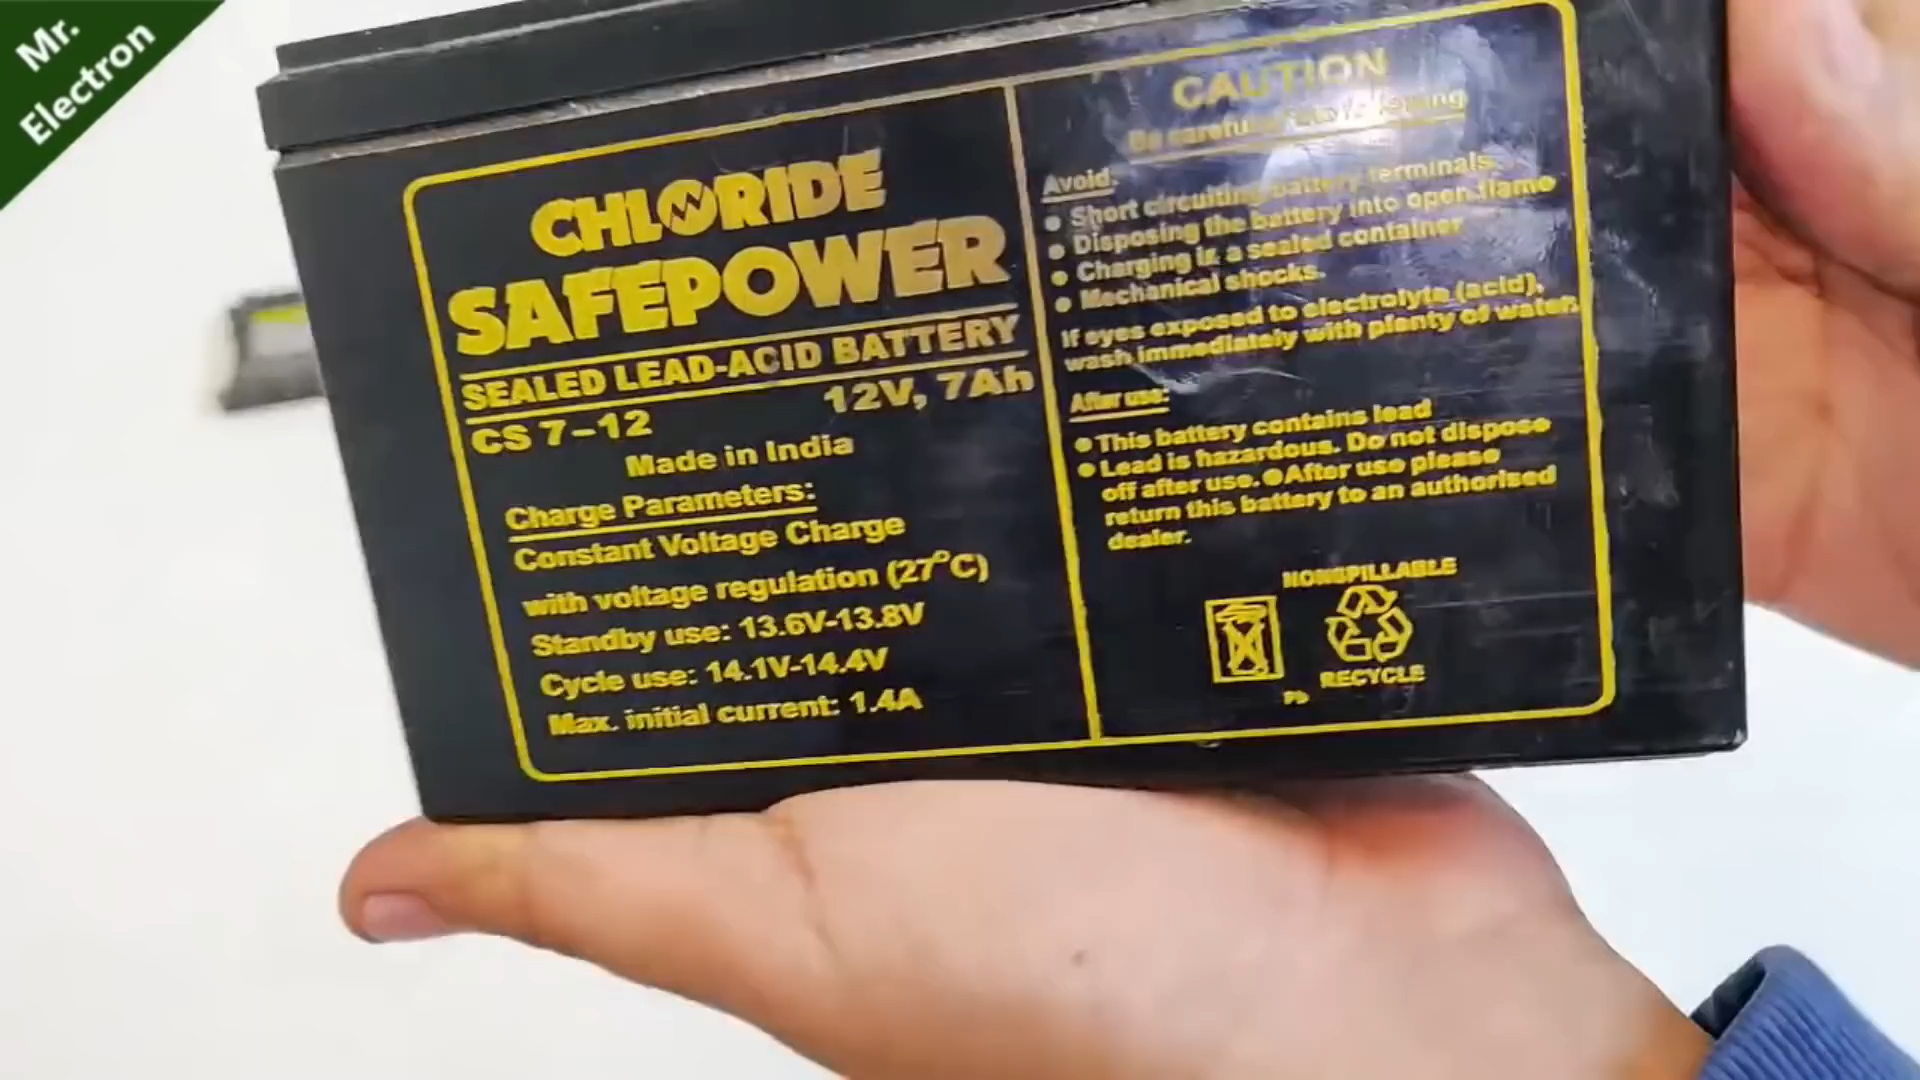 Mr.
Electron
CHLORIDE
SAFEPOWER
SEALED LEAD-ACID BATTERY
CS 7-12 12V, 7Ah
Made in India
Charge Parameters:
Constant Voltage Charge
with voltage regulation (27°C)
Standby use: 13.6V-13.8V
Cycle use: 14.1V-14.4V
Max. initial current: 1.4A
CAUTION
Be careful
Avoid:
• Short circuiting battery terminals.
• Disposing the battery into open flame
• Charging in a sealed container
• Mechanical shocks.
If eyes exposed to electrolyte (acid),
wash immediately with plenty of water.
After use:
• This battery contains lead
• Lead is hazardous. Do not dispose
off after use. • After use please
return this battery to an authorised
dealer.
NONSPILLABLE
Pb
RECYCLE